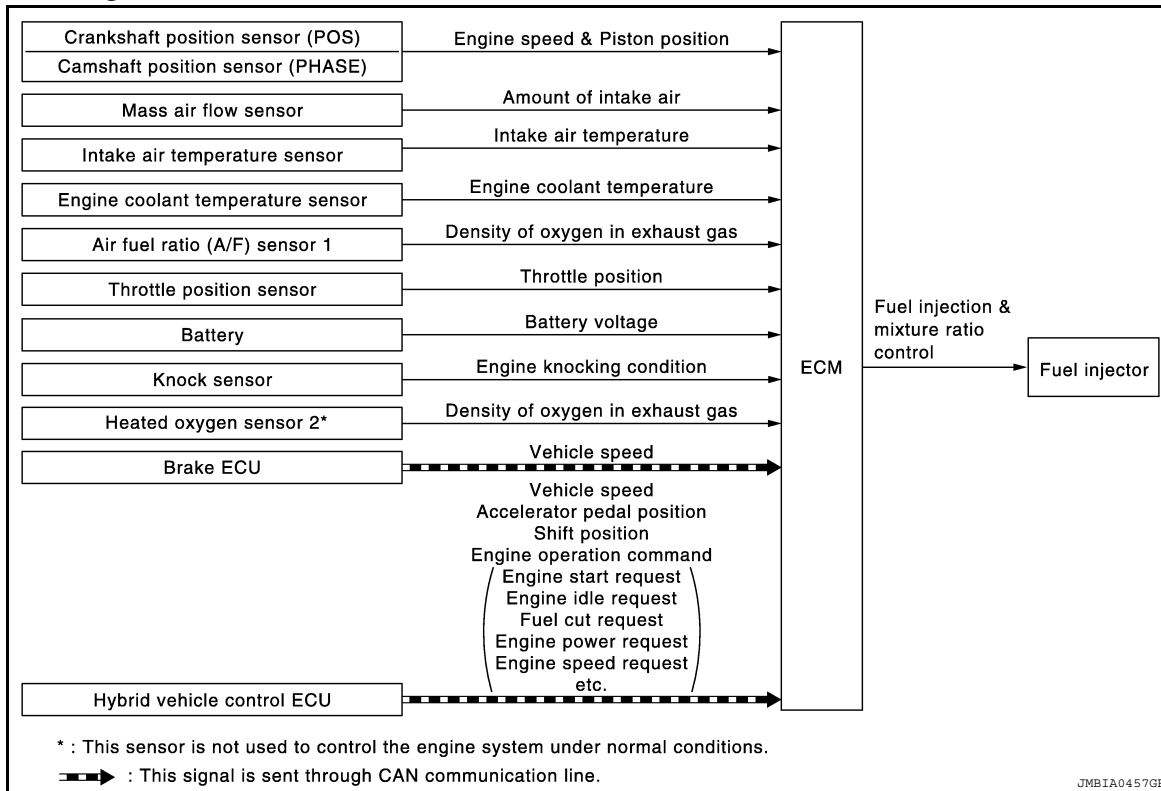 Crankshaft position sensor (POS)
Engine speed & Piston position
Camshaft position sensor (PHASE)
Mass air flow sensor
Amount of intake air
Intake air temperature sensor
Intake air temperature
Engine coolant temperature sensor
Engine coolant temperature
Air fuel ratio (A/F) sensor 1
Density of oxygen in exhaust gas
Throttle position sensor
Throttle position
Battery
Battery voltage
Knock sensor
Engine knocking condition
Heated oxygen sensor 2*
Density of oxygen in exhaust gas
Brake ECU
Vehicle speed
Vehicle speed
Accelerator pedal position
Shift position
Engine operation command
Engine start request
Engine idle request
Fuel cut request
Engine power request
Engine speed request
etc.
Hybrid vehicle control ECU
ECM
Fuel injection &
mixture ratio
control
Fuel injector
* : This sensor is not used to control the engine system under normal conditions.
: This signal is sent through CAN communication line.